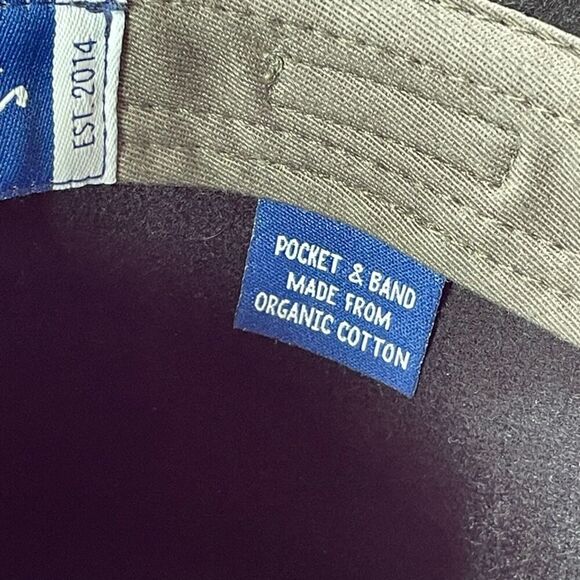 EST.2014
POCKET & BAND
MADE FROM
ORGANIC COTTON